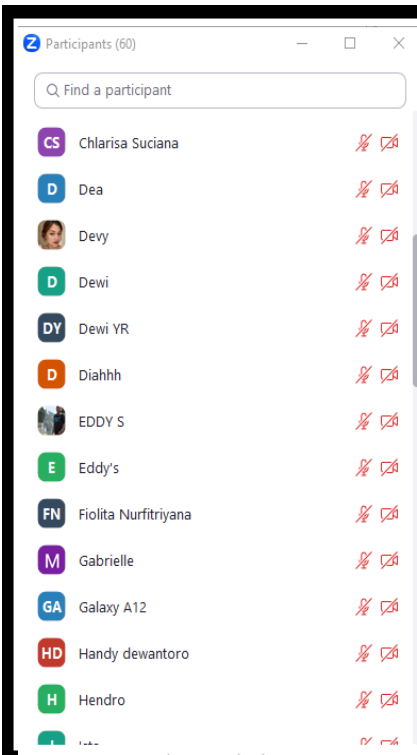 Participants (60)
Find a participant
CS Chlarisa Suciana
D Dea
Devy
D Dewi
DY Dewi YR
D Diahhh
EDDY S
E Eddy's
FN Fiolita Nurfitriyana
M Gabrielle
GA Galaxy A12
HD Handy dewantoro
H Hendro